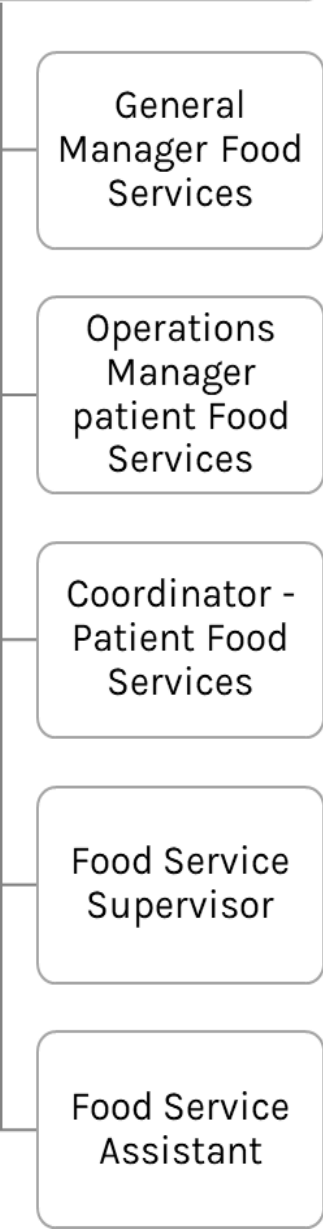 General
Manager Food
Services
Operations
Manager
patient Food
Services
Coordinator -
Patient Food
Services
Food Service
Supervisor
Food Service
Assistant